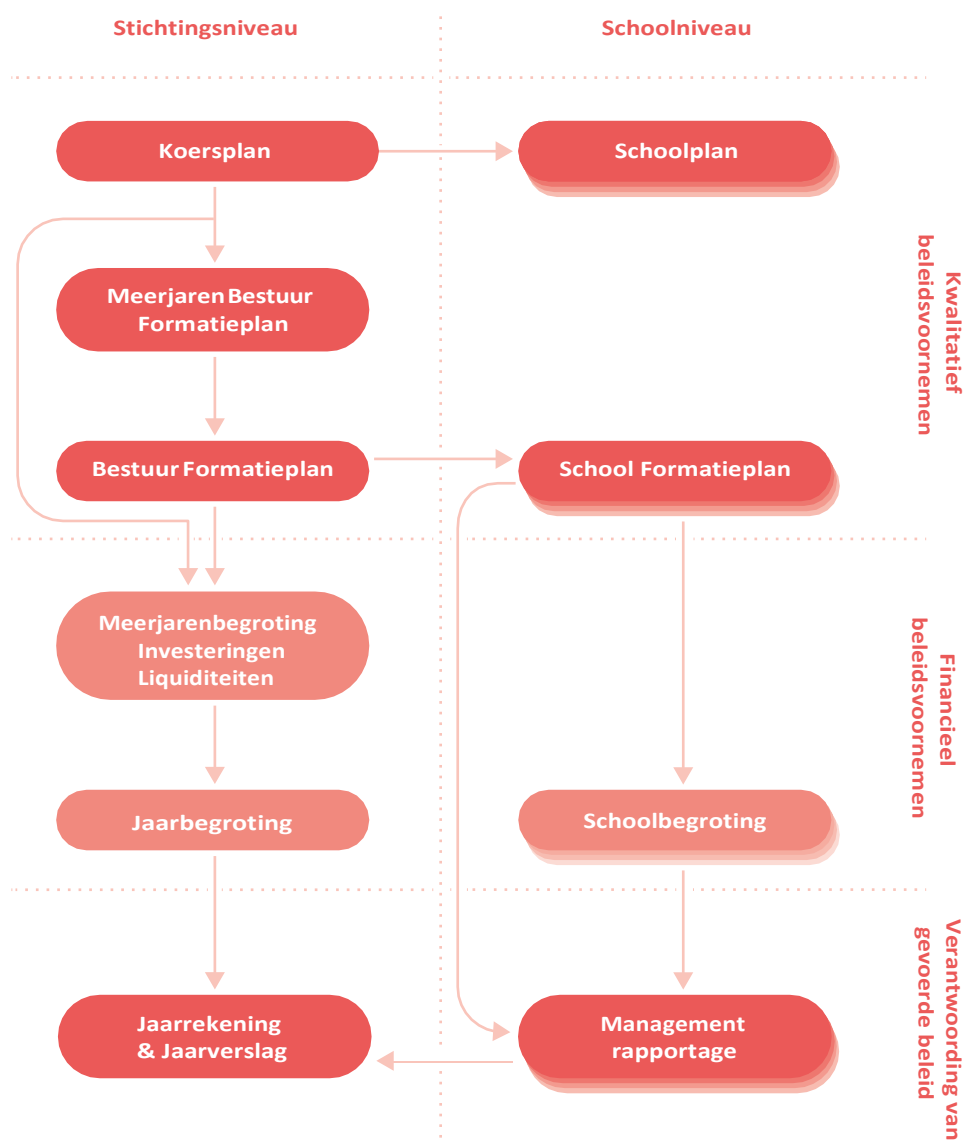 Stichtingsniveau
Schoolniveau
Koersplan
Schoolplan
Meerjaren Bestuur
Formatieplan
Bestuur Formatieplan
School Formatieplan
Kwalitatief
beleidsvoornemen
Meerjarenbegroting
Investeringen
Liquiditeiten
Jaarbegroting
Schoolbegroting
Financieel
beleidsvoornemen
Jaarrekening
& Jaarverslag
Management
rapportage
Verantwoording van
gevoerde beleid